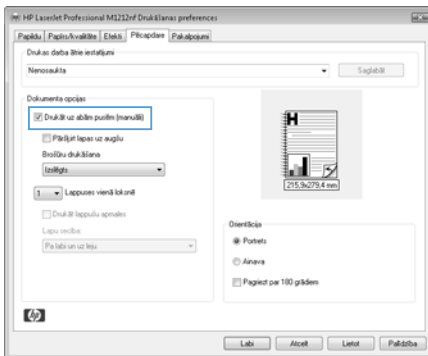 HP LaserJet Professional M1212nf Drukāšanas preferences
Papildu Papīrs/kvalitāte Efekti Pēcapdare Pakalpojumi
Drukas darba ātrie iestatījumi
Nenosaukta
Saglabāt
Dokumenta opcijas
Drukāt uz abām pusēm (manuāli)
Pāršķirt lapas uz augšu
Brošūru drukāšana
Izslēgts
1 Lappuses vienā loksnē
Drukāt lappušu apmales
Lapu secība:
Pa labi un uz leju
215,9x279,4 mm
Orientācija
Portrets
Ainava
Pagriezt par 180 grādiem
hp
Labi Atcelt Lietot Palīdzība